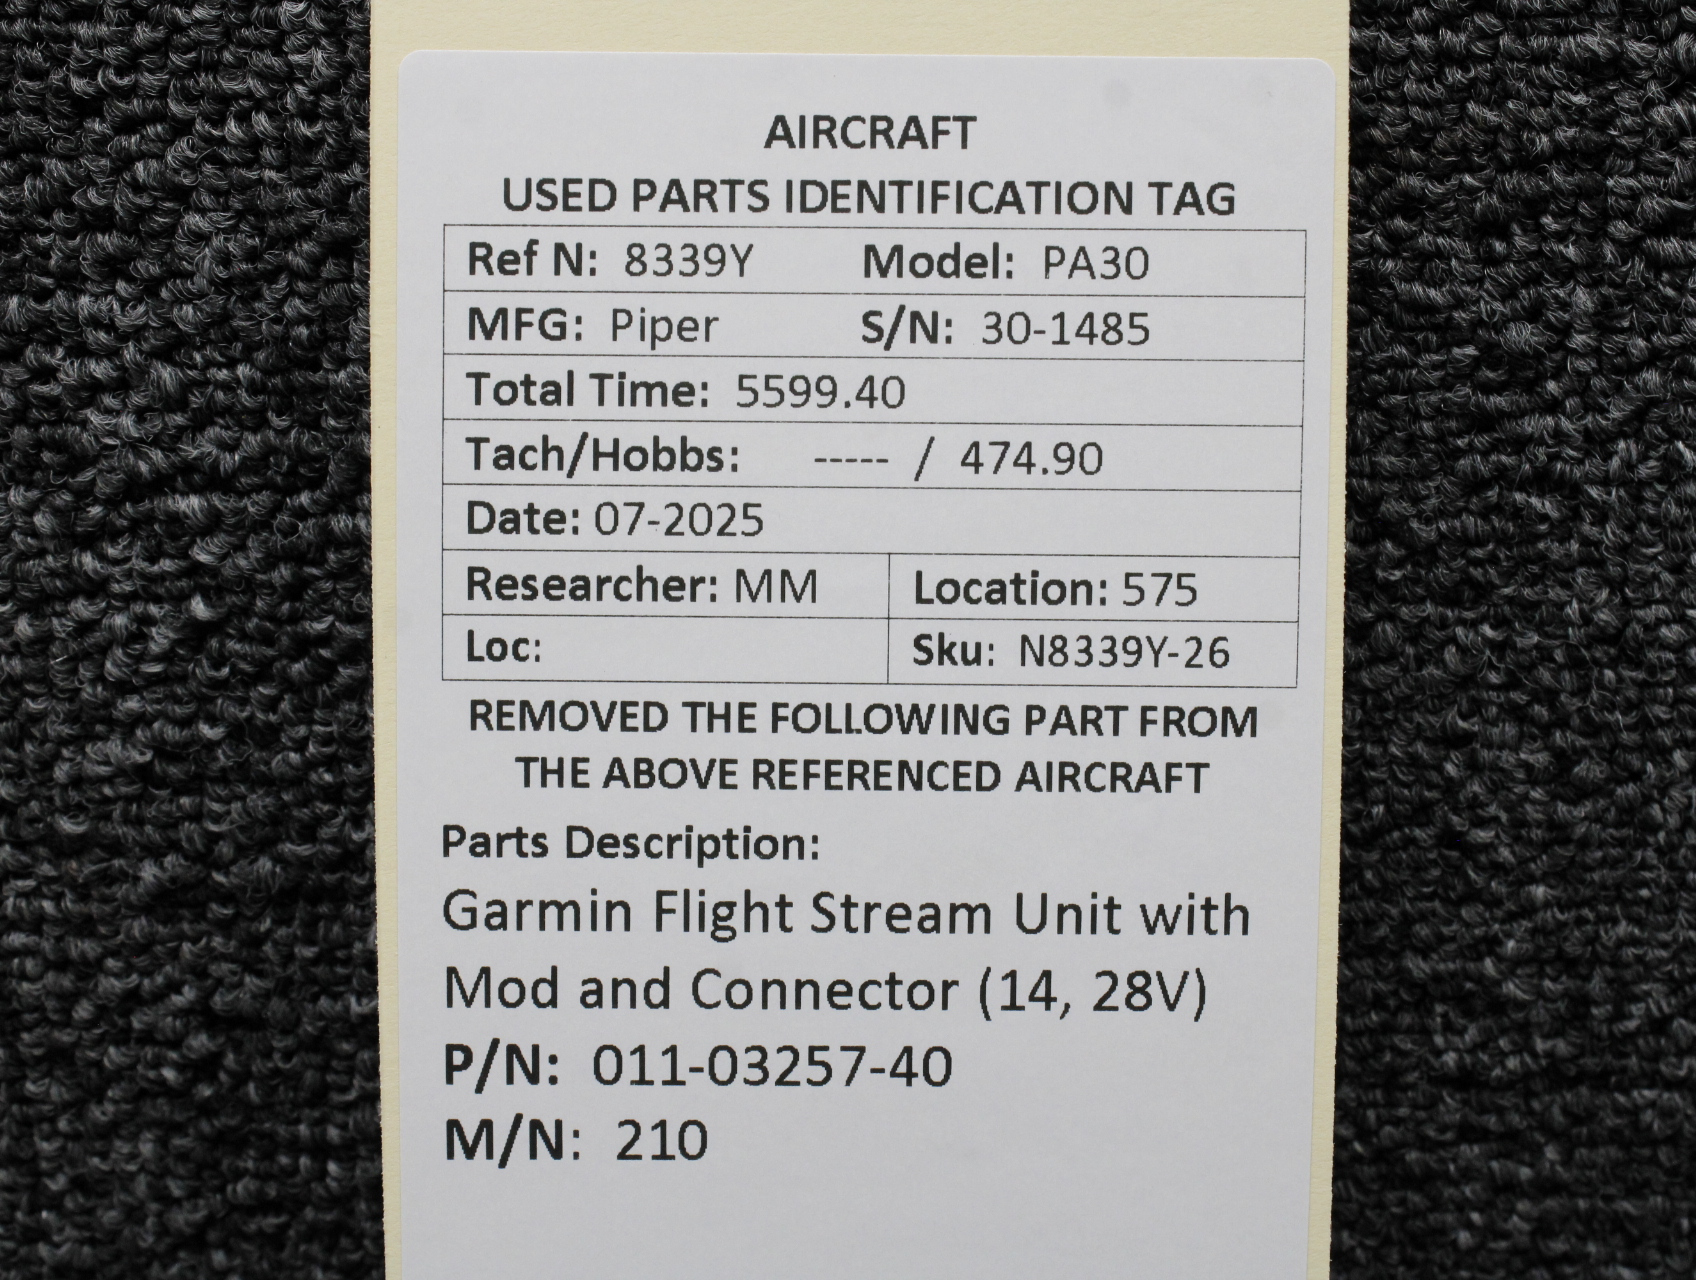 AIRCRAFT
USED PARTS IDENTIFICATION TAG
Ref N: 8339Y Model: PA30
MFG: Piper S/N: 30-1485
Total Time: 5599.40
Tach/Hobbs: ----- / 474.90
Date: 07-2025
Researcher: MM Location: 575
Loc: Sku: N8339Y-26
REMOVED THE FOLLOWING PART FROM
THE ABOVE REFERENCED AIRCRAFT
Parts Description:
Garmin Flight Stream Unit with
Mod and Connector (14, 28V)
P/N: 011-03257-40
M/N: 210